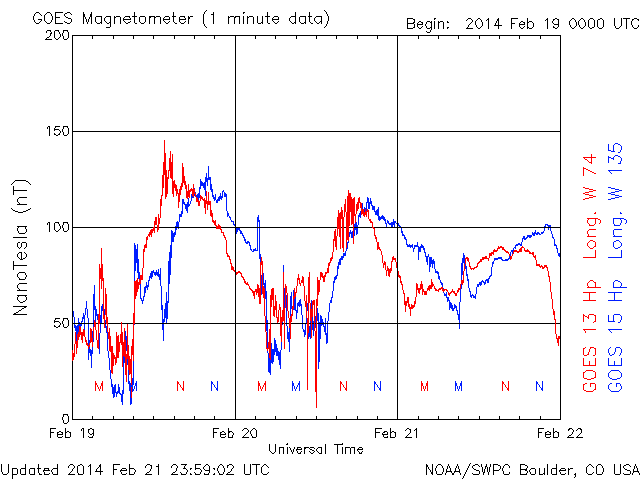 GOES Magnetometer (1 minute data)
Begin: 2014 Feb 19 0000 UTC
200
150
100
50
0
NanoTesla (nT)
M M N N M M N N M M N N
Feb 19 Feb 20 Feb 21 Feb 22
Universal Time
GOES 13 Hp Long. W 74
GOES 15 Hp Long. W 135
Updated 2014 Feb 21 23:59:02 UTC
NOAA/SWPC Boulder, CO USA